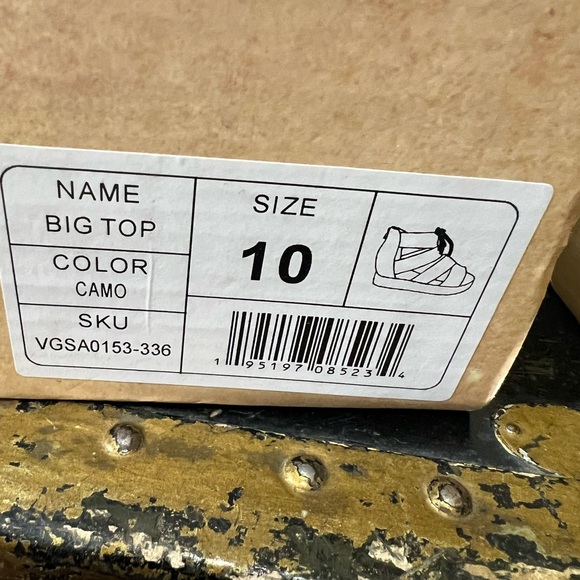 NAME
BIG TOP
COLOR
CAMO
SKU
VGSA0153-336
SIZE
10
1 95197 08523 4